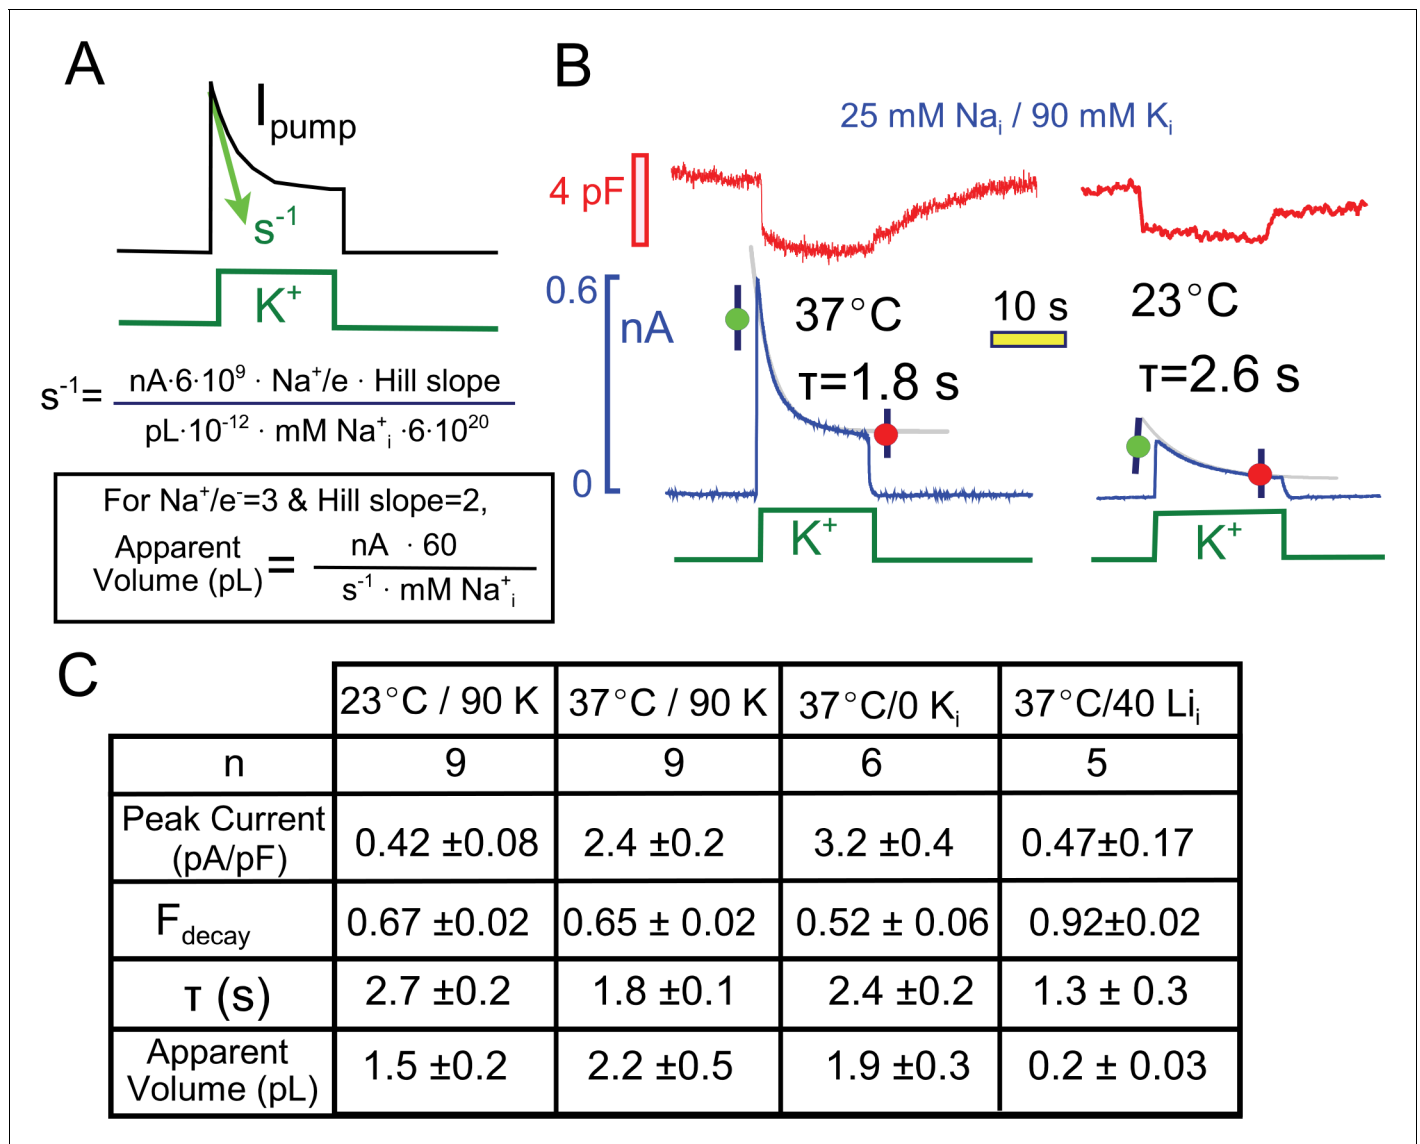 A
I pump
s⁻¹
K⁺
s⁻¹= nA·6·10⁹ · Na⁺/e · Hill slope
pL·10⁻¹² · mM Na⁺ᵢ ·6·10²⁰
For Na⁺/e⁻=3 & Hill slope=2,
Apparent
Volume (pL) =
nA · 60
s⁻¹ · mM Na⁺ᵢ
B
25 mM Naᵢ / 90 mM Kᵢ
4 pF
0.6
nA
0
37°C
τ=1.8 s
K⁺
10 s
23°C
τ=2.6 s
K⁺
C
23°C / 90 K 37°C / 90 K 37°C/0 Kᵢ 37°C/40 Liᵢ
n 9 9 6 5
Peak Current
(pA/pF) 0.42 ±0.08 2.4 ±0.2 3.2 ±0.4 0.47±0.17
F decay 0.67 ±0.02 0.65 ± 0.02 0.52 ± 0.06 0.92±0.02
τ (s) 2.7 ±0.2 1.8 ±0.1 2.4 ±0.2 1.3 ± 0.3
Apparent
Volume (pL) 1.5 ±0.2 2.2 ±0.5 1.9 ±0.3 0.2 ± 0.03